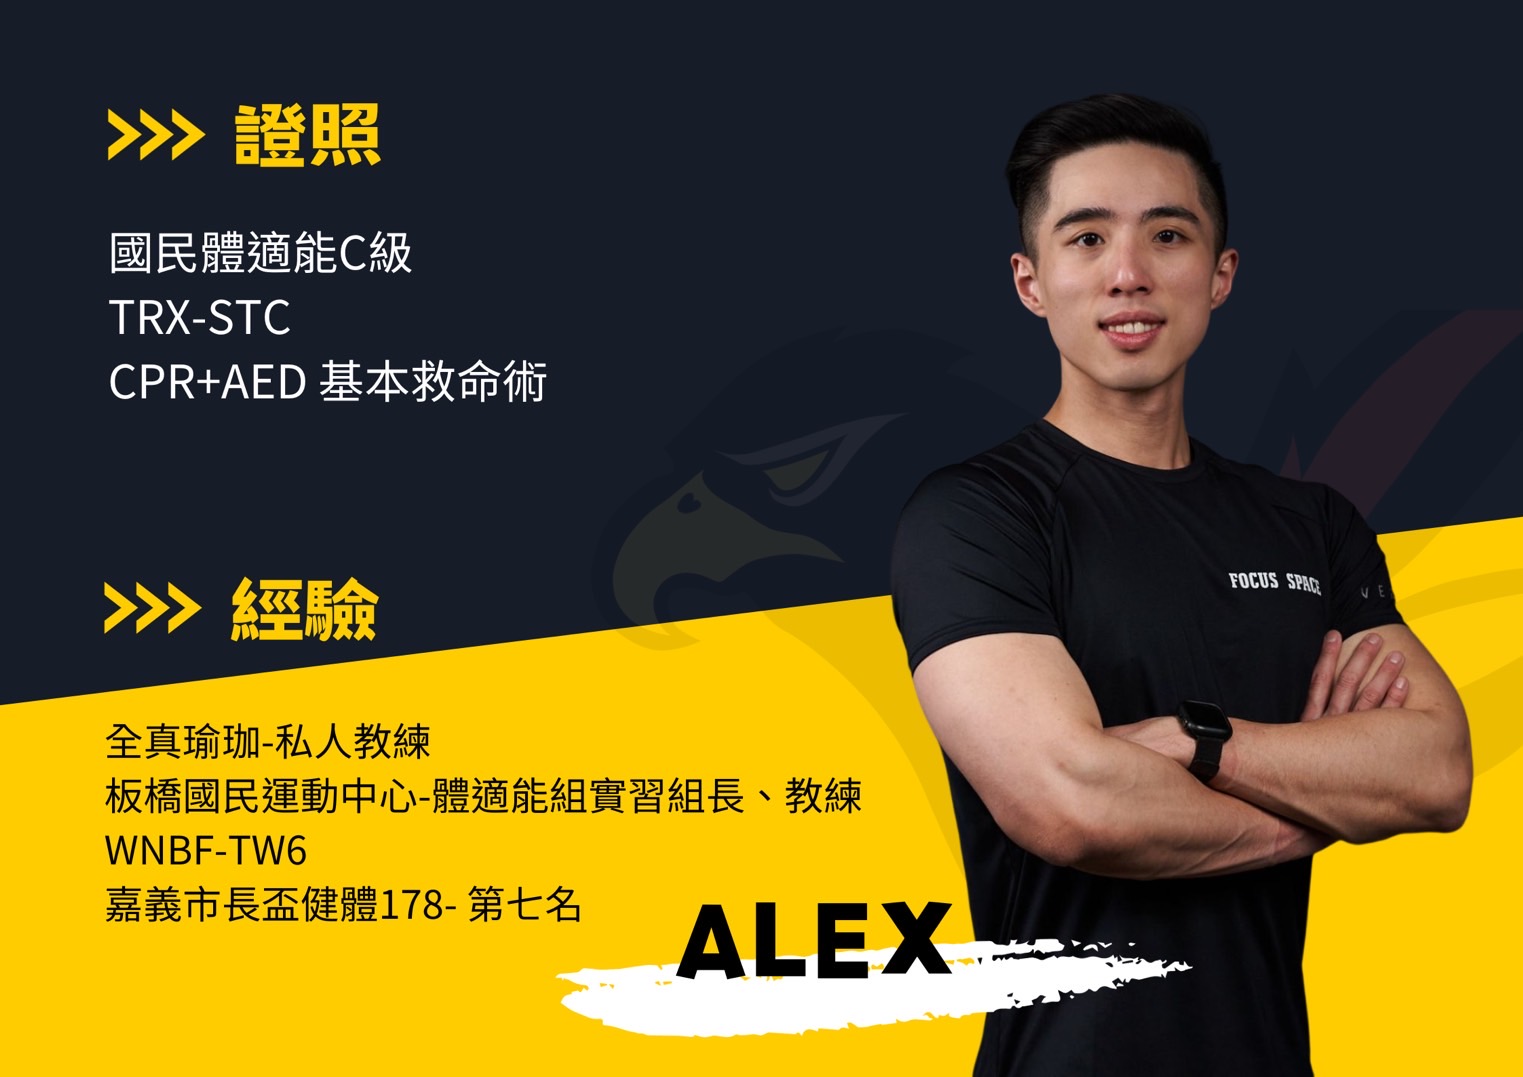 >>> 證照
國民體適能C級
TRX-STC
CPR+AED 基本救命術
>>> 經驗
全真瑜珈-私人教練
板橋國民運動中心-體適能組實習組長、教練
WNBF-TW6
嘉義市長盃健體178- 第七名
ALEX
FOCUS SPACE